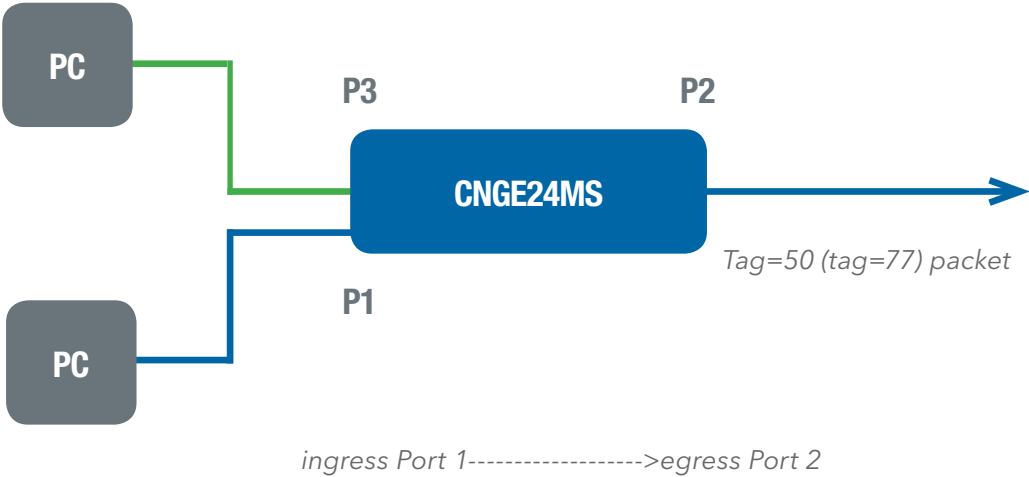 PC
P3
P2
CNGE24MS
Tag=50 (tag=77) packet
P1
PC
ingress Port 1------------------->egress Port 2